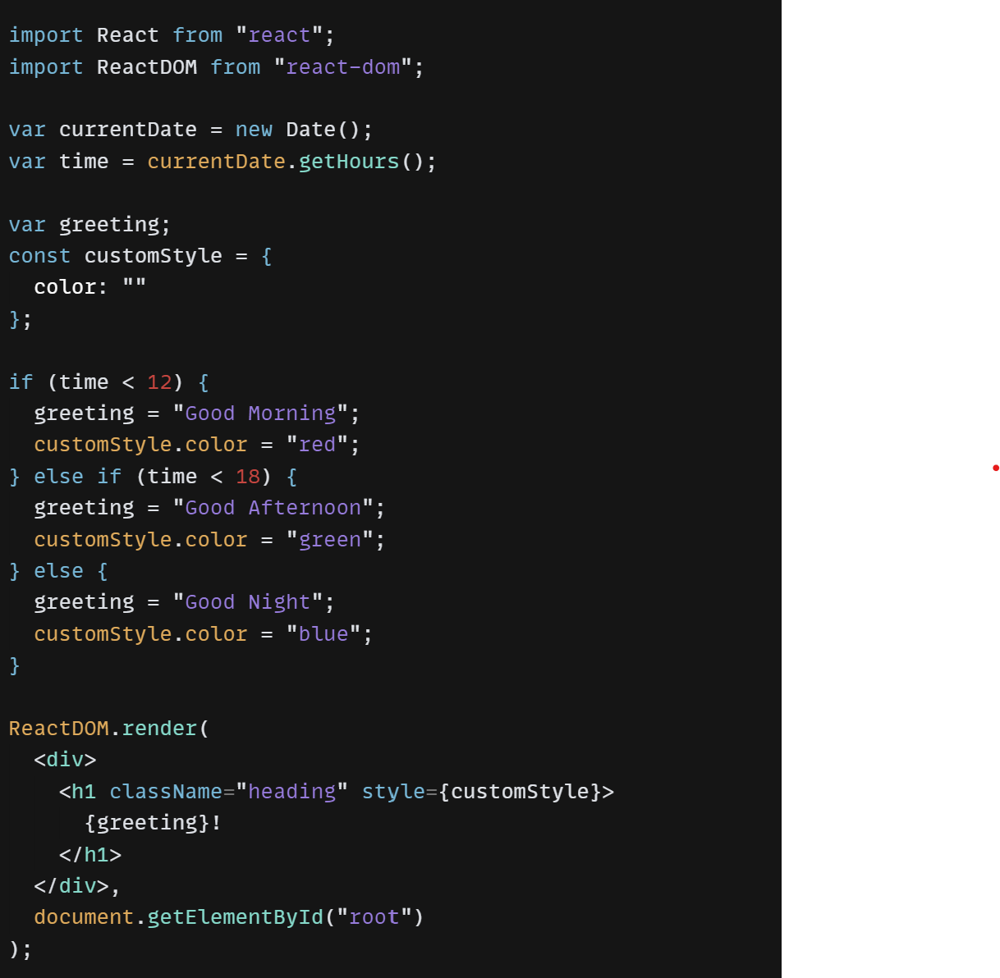 import React from "react";
import ReactDOM from "react-dom";

var currentDate = new Date();
var time = currentDate.getHours();

var greeting;
const customStyle = {
  color: ""
};

if (time < 12) {
  greeting = "Good Morning";
  customStyle.color = "red";
} else if (time < 18) {
  greeting = "Good Afternoon";
  customStyle.color = "green";
} else {
  greeting = "Good Night";
  customStyle.color = "blue";
}

ReactDOM.render(
  <div>
    <h1 className="heading" style={customStyle}>
      {greeting}!
    </h1>
  </div>,
  document.getElementById("root")
);